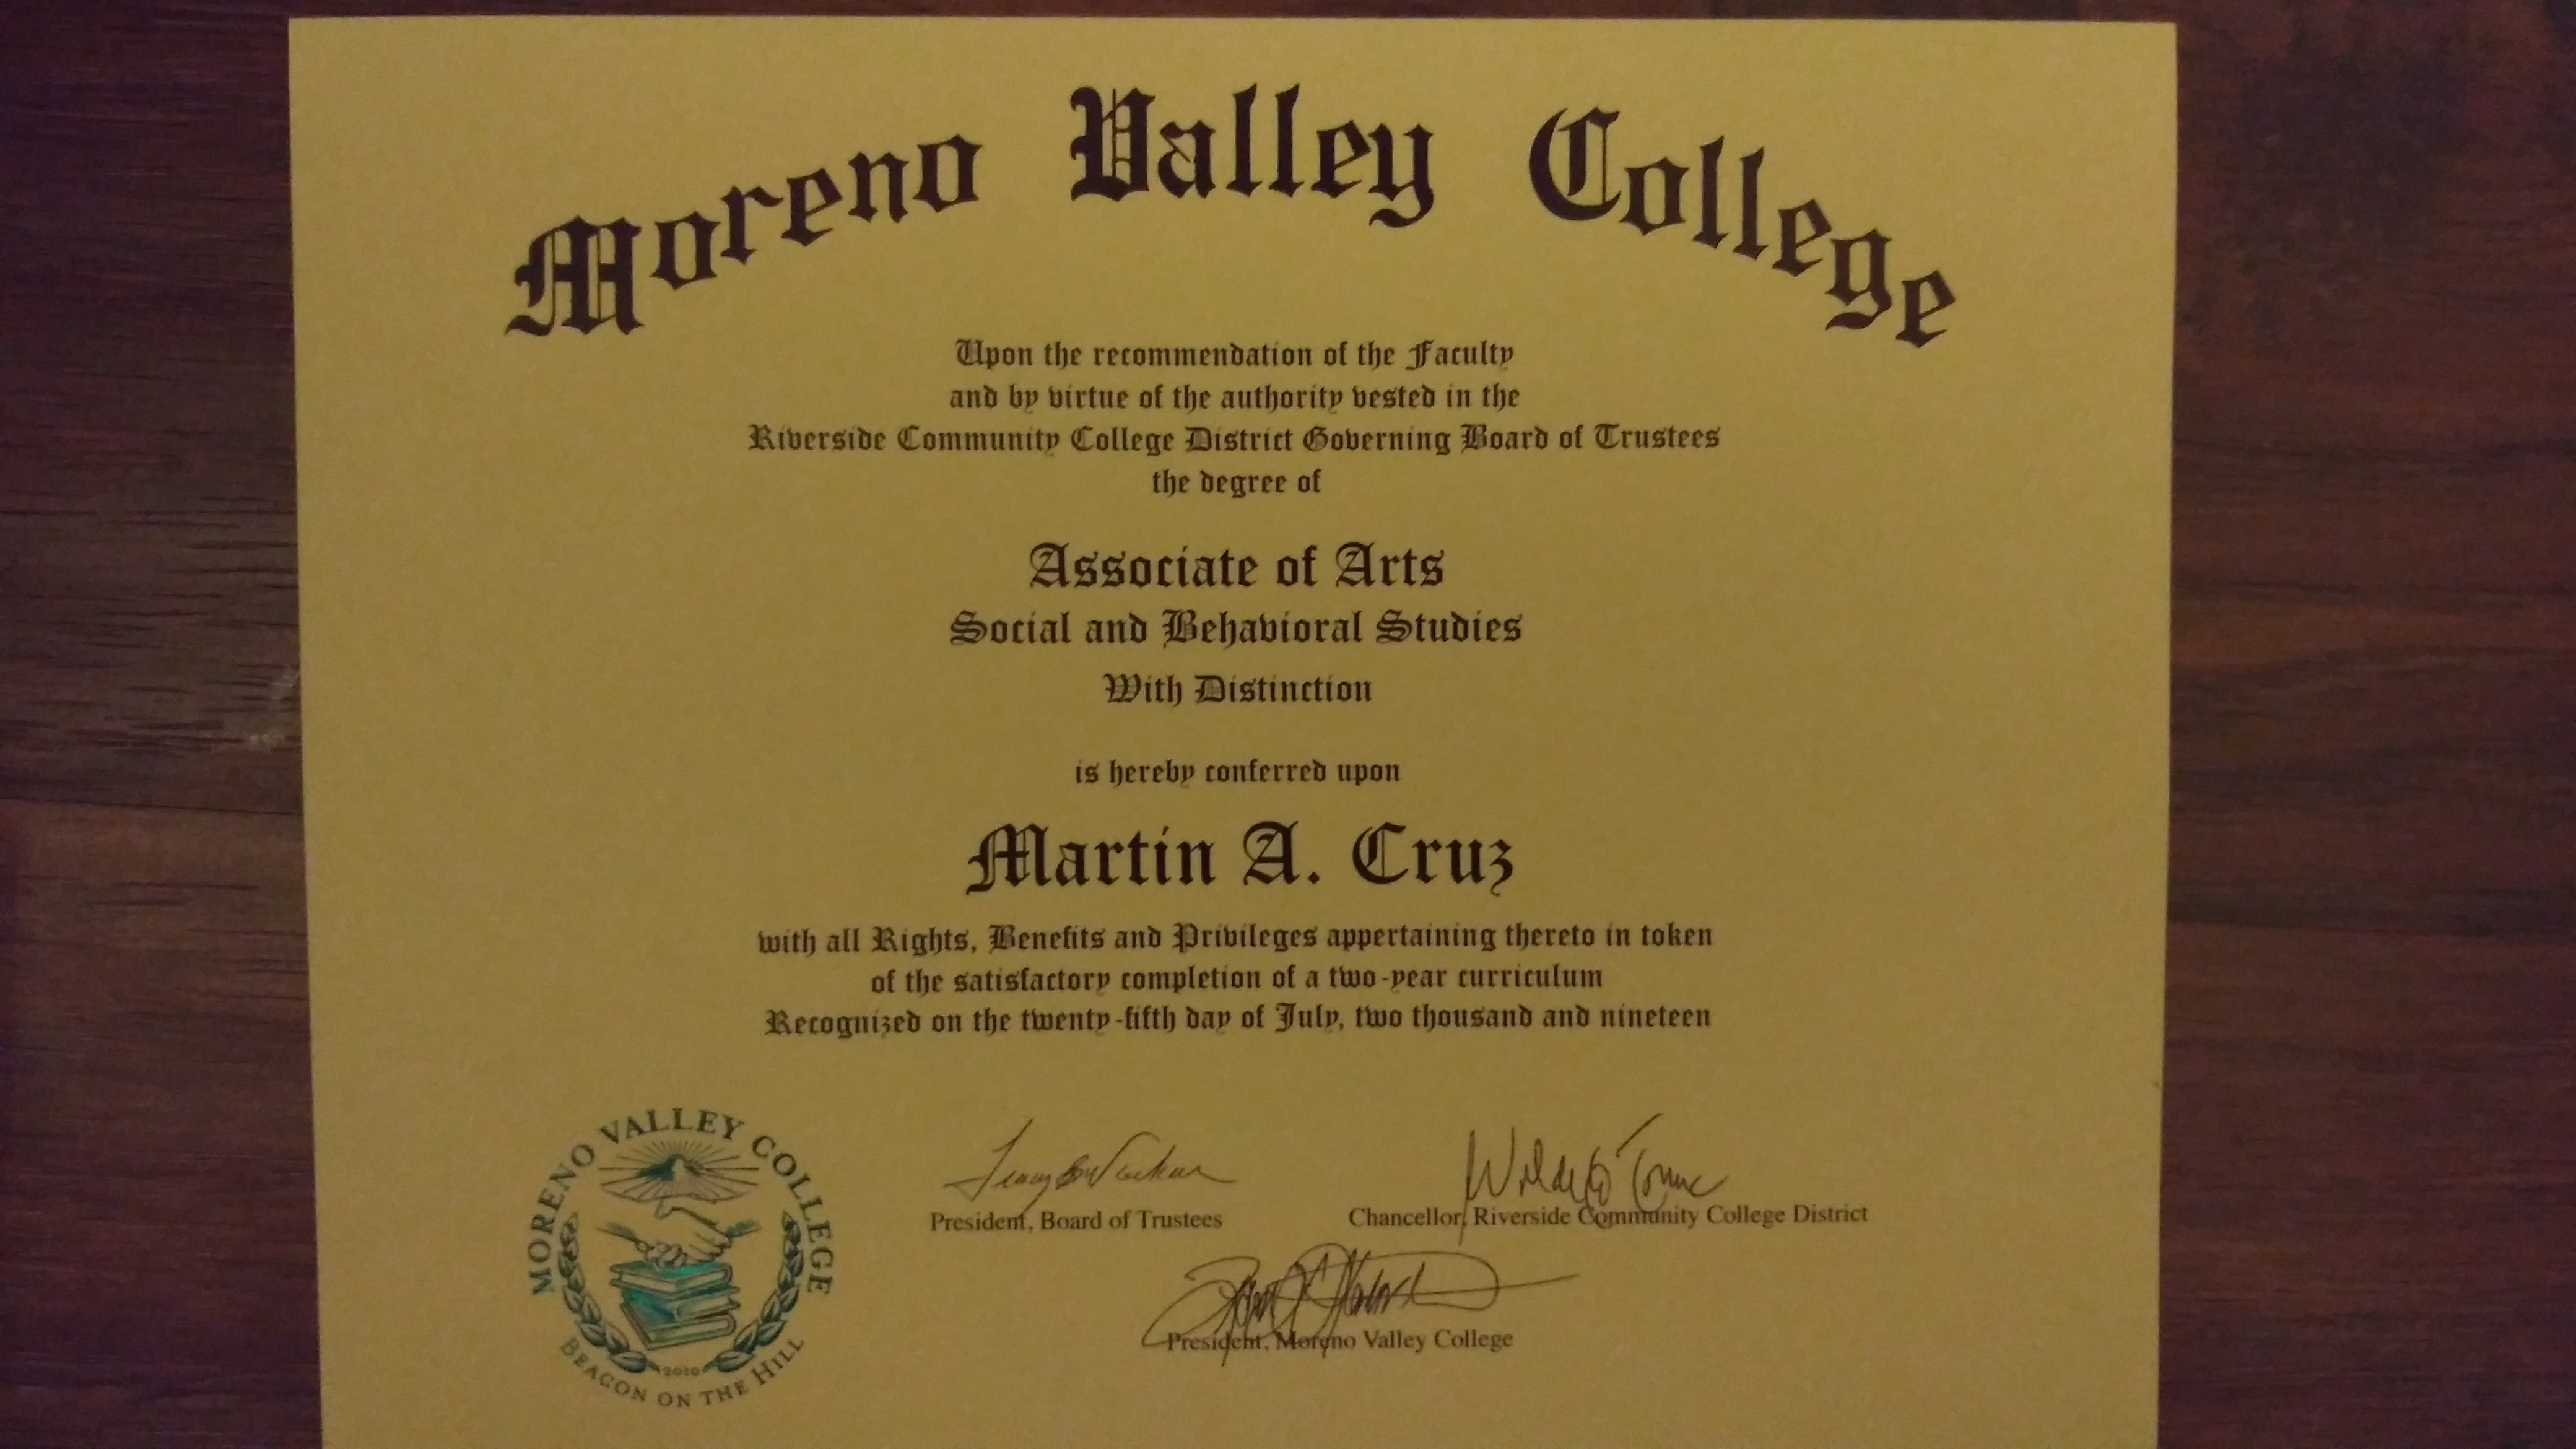 Moreno Valley College
Upon the recommendation of the Faculty
and by virtue of the authority vested in the
Riverside Community College District Governing Board of Trustees
the degree of
Associate of Arts
Social and Behavioral Studies
With Distinction
is hereby conferred upon
Martin A. Cruz
with all Rights, Benefits and Privileges appertaining thereto in token
of the satisfactory completion of a two-year curriculum
Recognized on the twenty-fifth day of July, two thousand and nineteen
MORENO VALLEY COLLEGE
2010
BEACON ON THE HILL
President, Board of Trustees
Chancellor, Riverside Community College District
President, Moreno Valley College